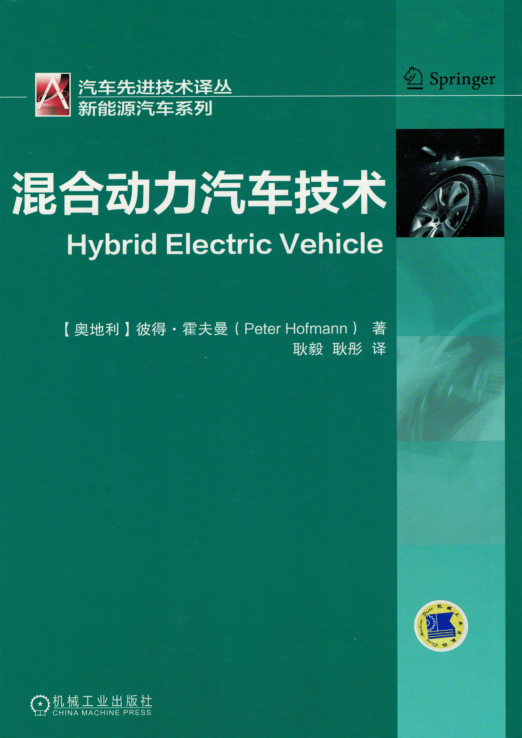 汽车先进技术译丛
新能源汽车系列
Springer
混合动力汽车技术
Hybrid Electric Vehicle
【奥地利】彼得·霍夫曼(Peter Hofmann) 著
耿毅 耿彤 译
机械工业出版社
CHINA MACHINE PRESS